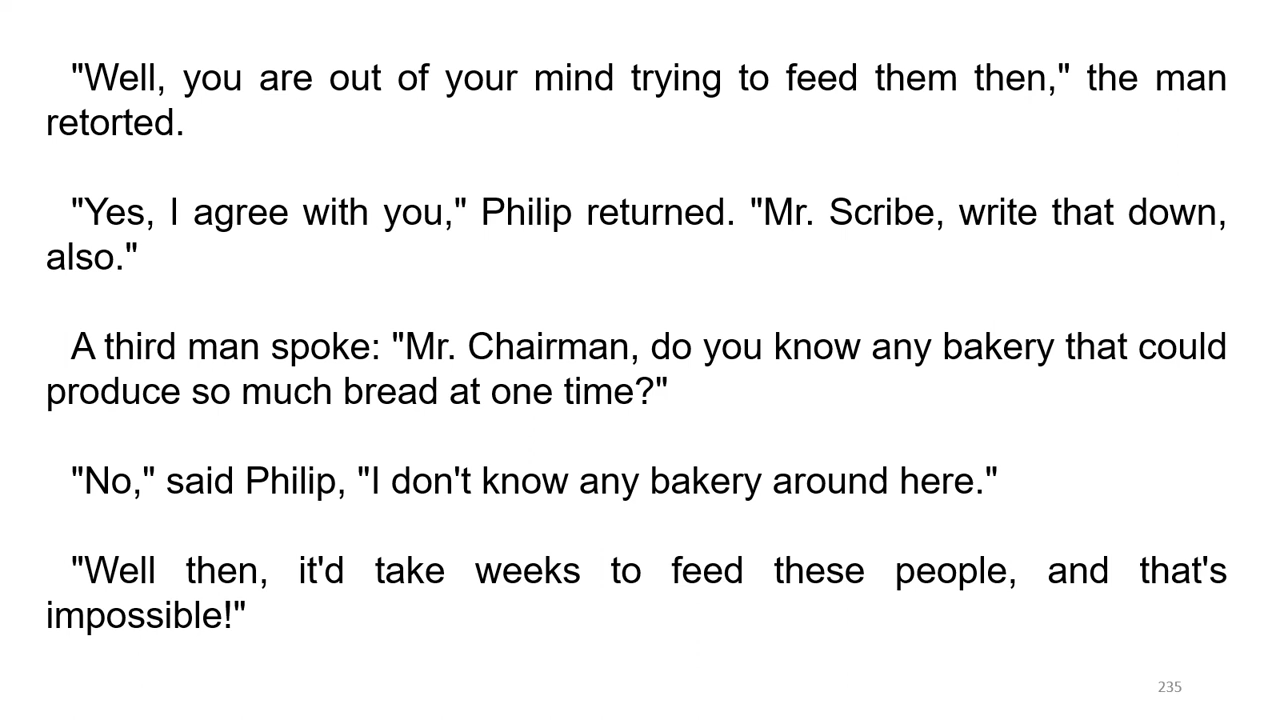 "Well, you are out of your mind trying to feed them then," the man
retorted.
"Yes, I agree with you," Philip returned. "Mr. Scribe, write that down,
also."
A third man spoke: "Mr. Chairman, do you know any bakery that could
produce so much bread at one time?"
"No," said Philip, "I don't know any bakery around here."
"Well then, it'd take weeks to feed these people, and that's
impossible!"
235